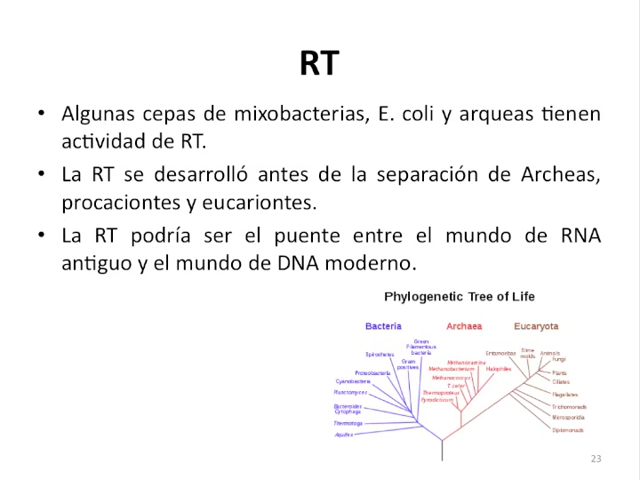 RT
• Algunas cepas de mixobacterias, E. coli y arqueas tienen
actividad de RT.
• La RT se desarrolló antes de la separación de Archeas,
procaciontes y eucariontes.
• La RT podría ser el puente entre el mundo de RNA
antiguo y el mundo de DNA moderno.
Phylogenetic Tree of Life
Bacteria Archaea Eucaryota
Green
Filamentous
bacteria
Spirochetes
Gram
positives
Proteobacteria
Cyanobacteria
Planctomyces
Bacteroides
Cytophaga
Thermotoga
Aquifex
Methanosarcina
Methanobacterium
Halophiles
Methanococcus
T. celer
Thermoproteus
Pyrodicticum
Entamoebae
Slime
molds
Animals
Fungi
Plants
Ciliates
Flagellates
Trichomonads
Microsporidia
Diplomonads
23